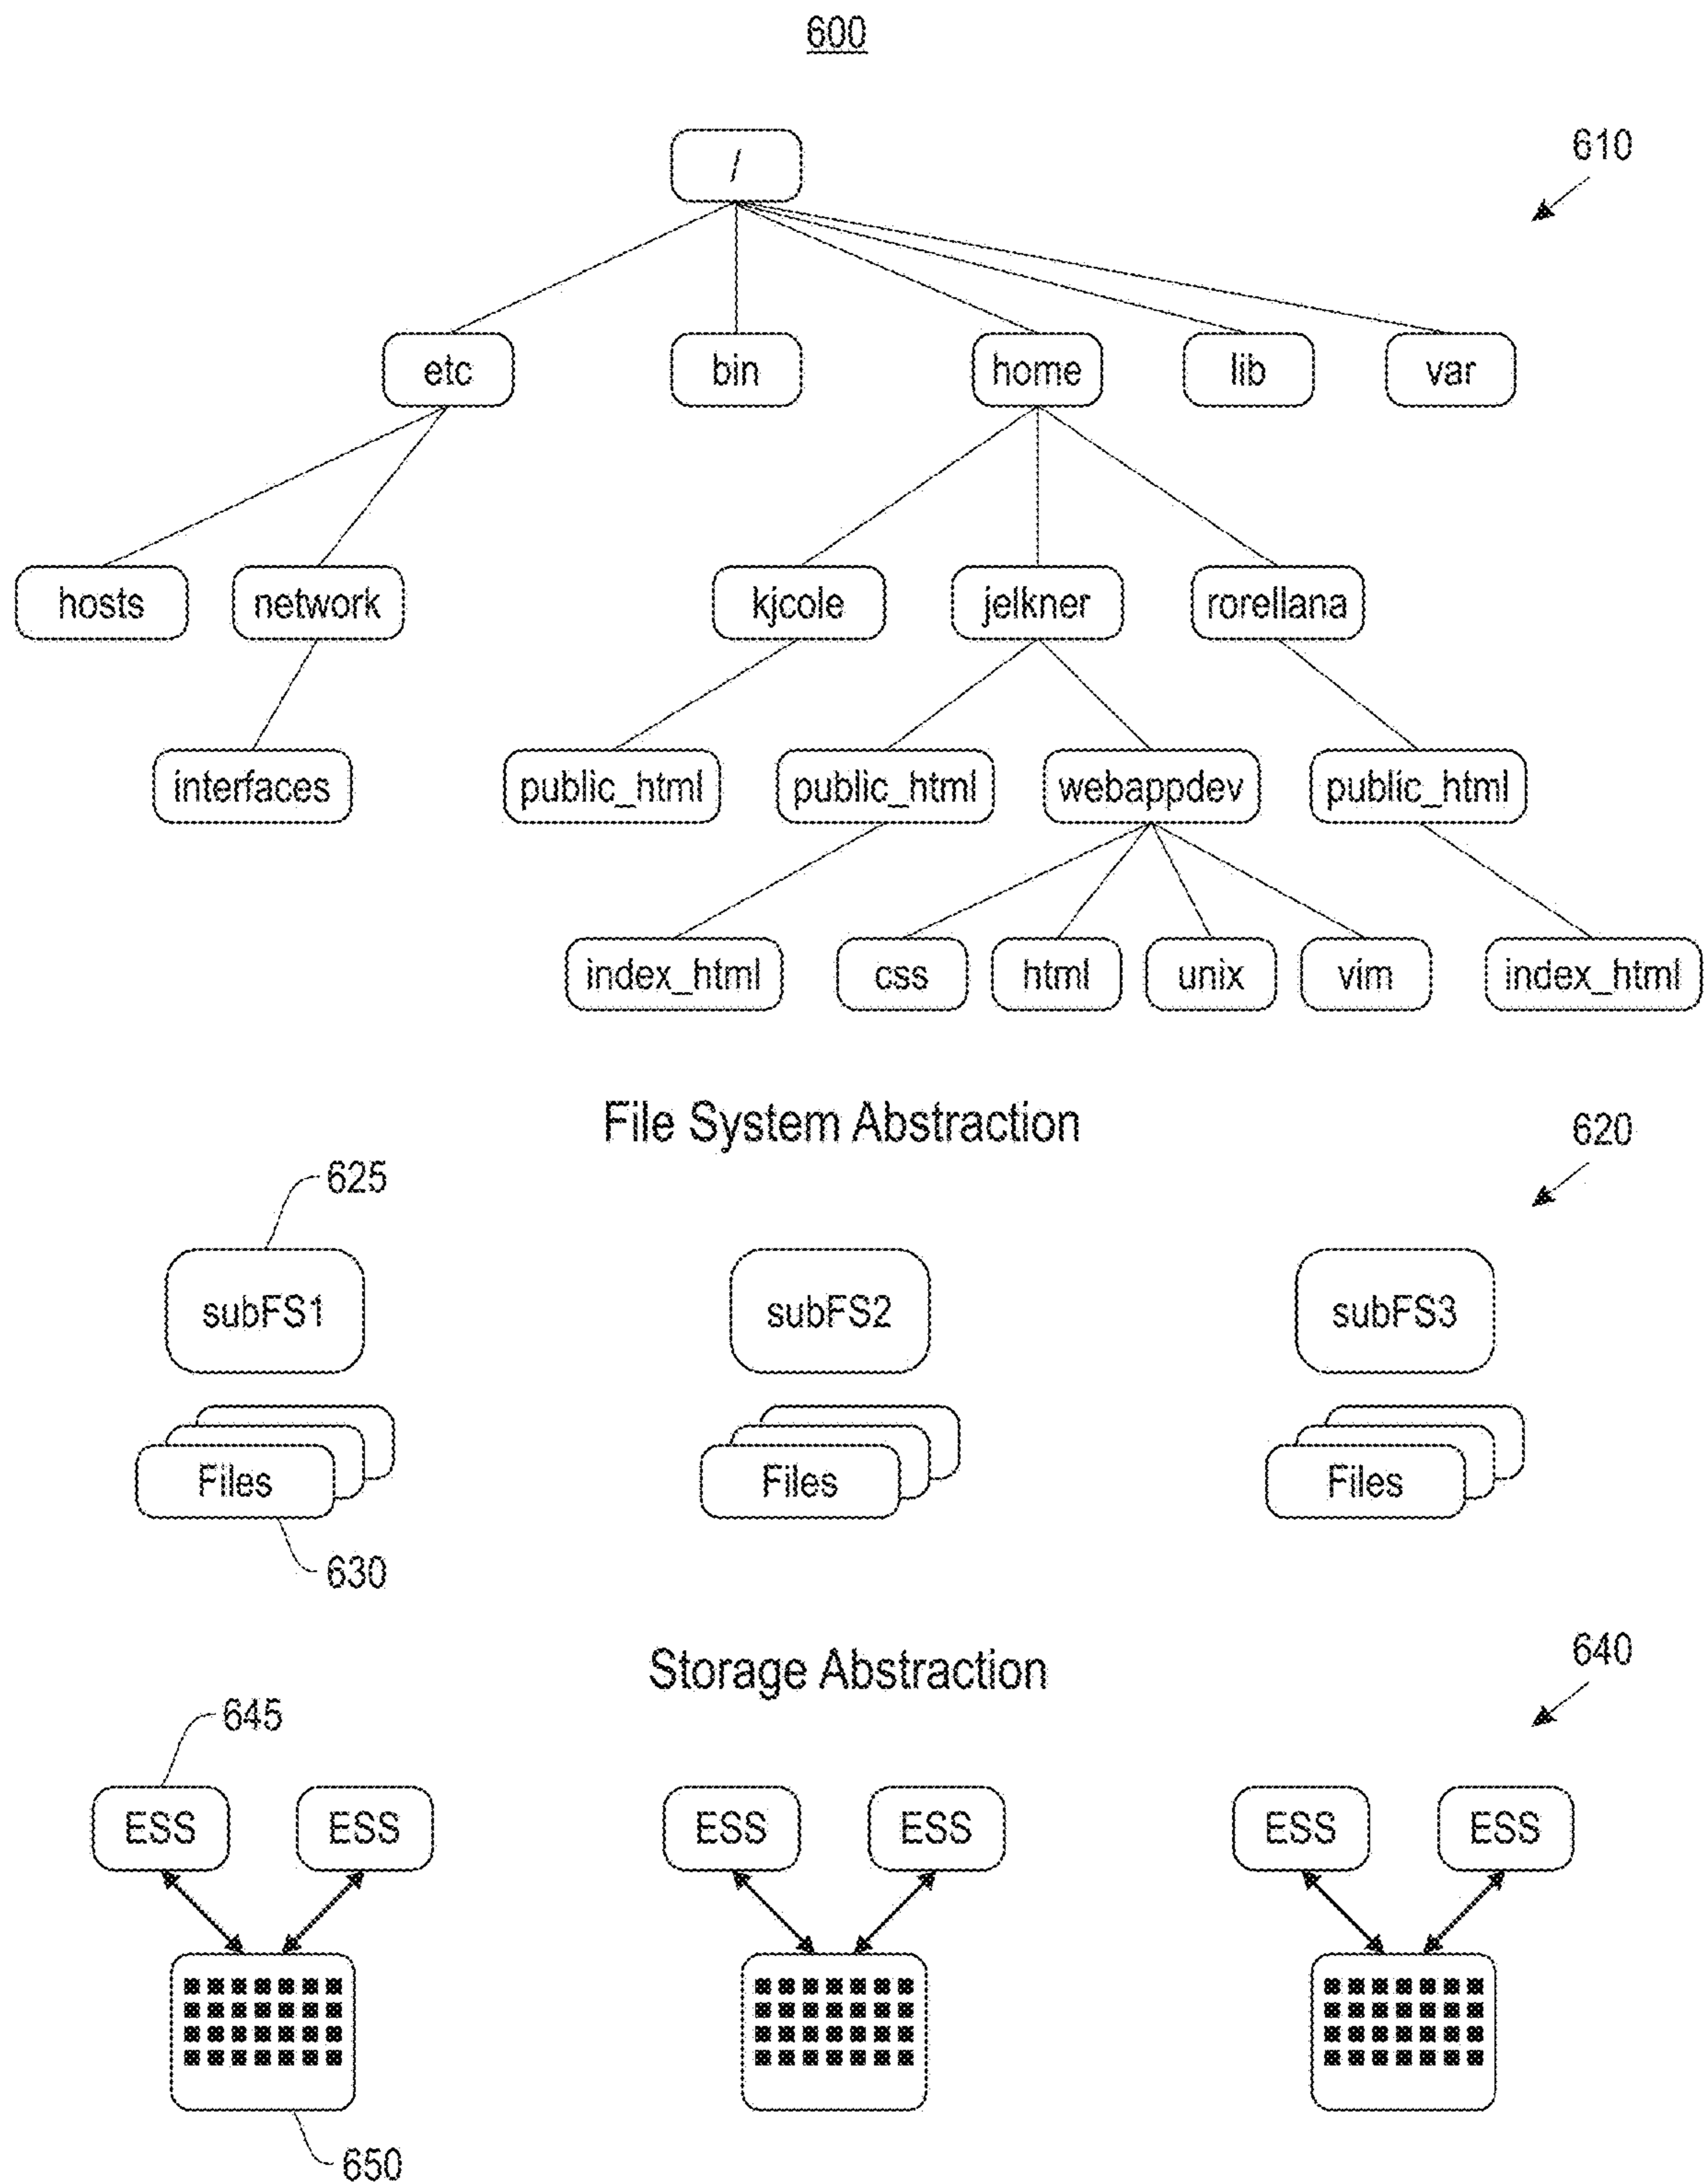 600
610
/
etc bin home lib var
hosts network kjcole jelkner rorellana
interfaces public_html public_html webappdev public_html
index_html css html unix vim index_html
File System Abstraction
620
625
subFS1 subFS2 subFS3
Files Files Files
630
Storage Abstraction
640
645
ESS ESS ESS ESS ESS ESS
650